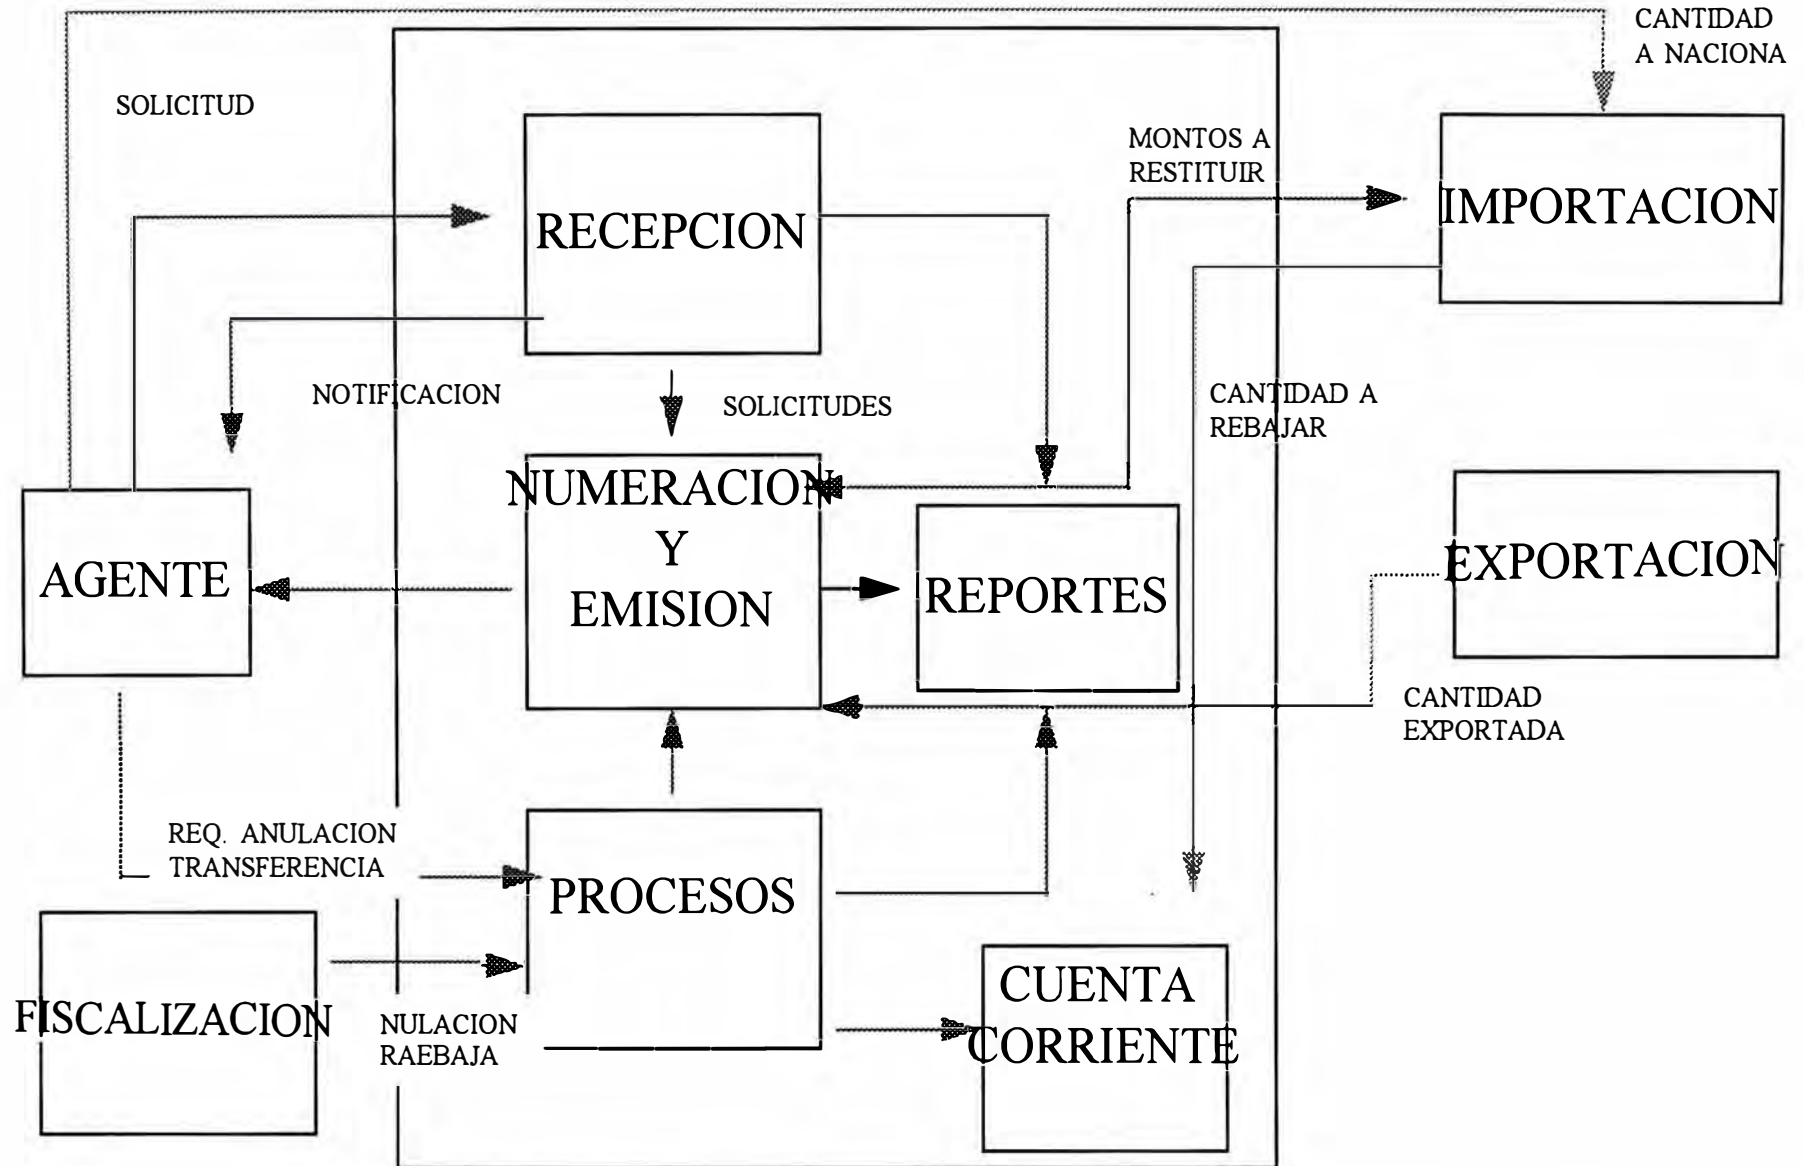 CANTIDAD
A NACIONA
SOLICITUD
MONTOS A
RESTITUIR
RECEPCION
IMPORTACION
NOTIFICACION
SOLICITUDES
CANTIDAD A
REBAJAR
NUMERACION
Y
EMISION
AGENTE
REPORTES
EXPORTACION
CANTIDAD
EXPORTADA
REQ. ANULACION
TRANSFERENCIA
PROCESOS
FISCALIZACION
NULACION
RAEBAJA
CUENTA
CORRIENTE